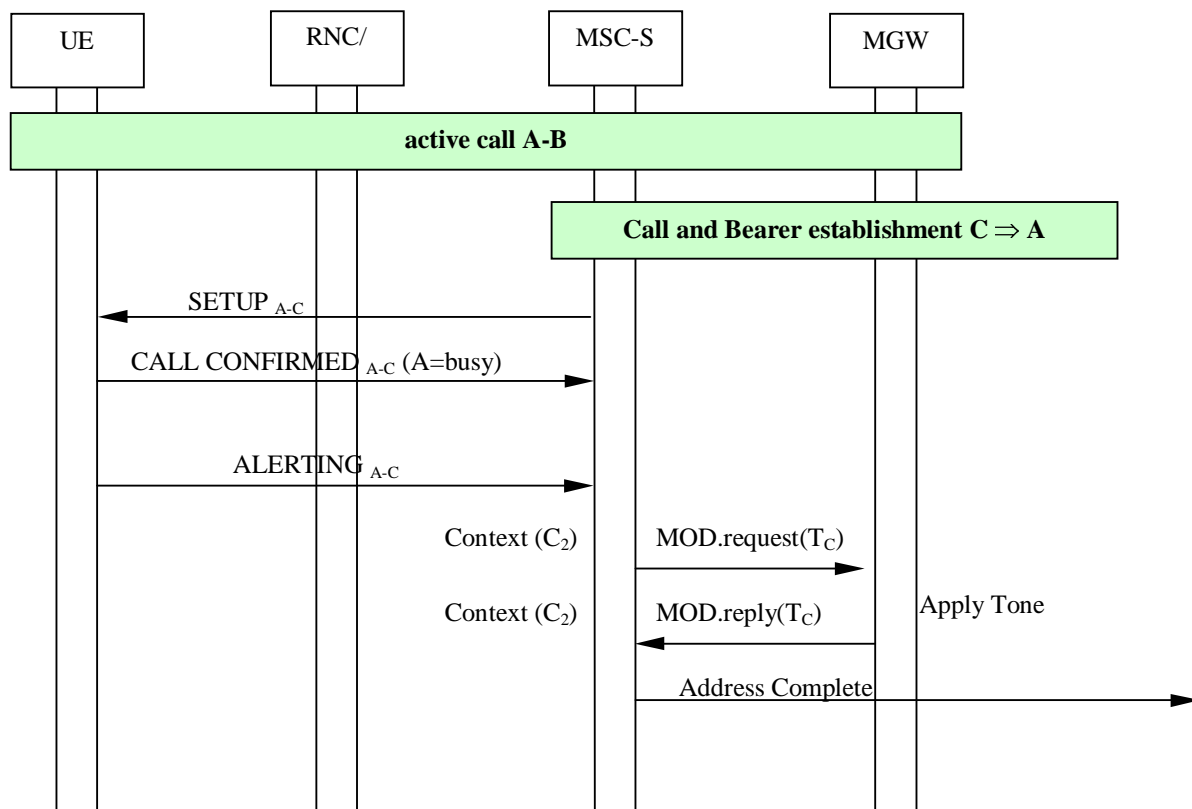 UE
RNC/
MSC-S
MGW
active call A-B
Call and Bearer establishment C ⇒ A
SETUP A-C
CALL CONFIRMED A-C (A=busy)
ALERTING A-C
Context (C2) MOD.request(TC)
Context (C2) MOD.reply(TC) Apply Tone
Address Complete